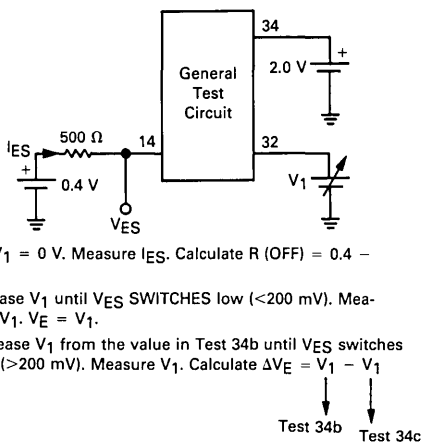 34
+
2.0 V
General
Test
Circuit
500 Ω
14
32
IES
+
0.4 V
V1
VES
V1 = 0 V. Measure IES. Calculate R (OFF) = 0.4 −
ase V1 until VES SWITCHES low (<200 mV). Mea-
V1. VE = V1.
ease V1 from the value in Test 34b until VES switches
(>200 mV). Measure V1. Calculate ΔVE = V1 − V1
Test 34b
Test 34c